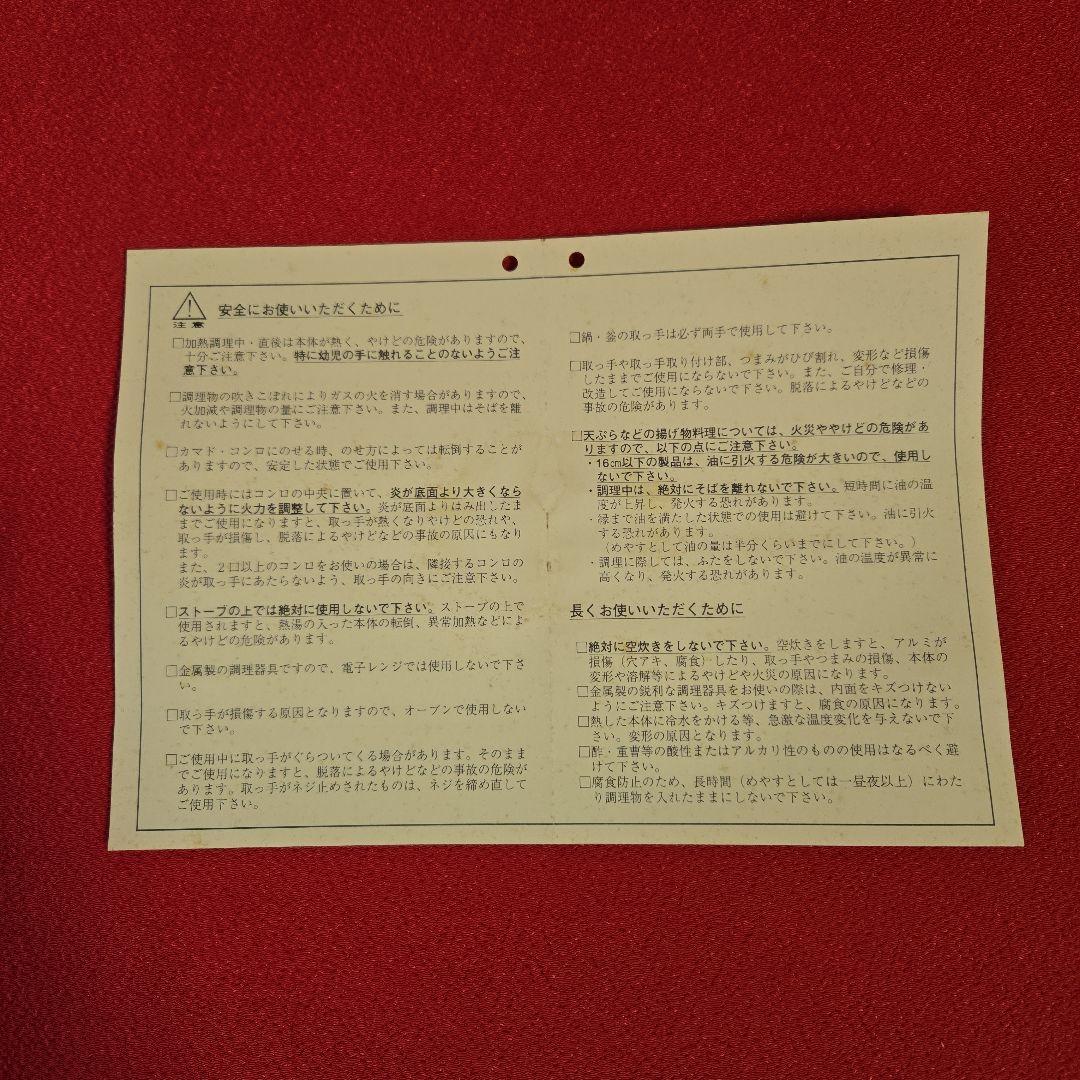 注意
安全にお使いいただくために
□加熱調理中・直後は本体が熱く、やけどの危険がありますので、
十分ご注意下さい。特に幼児の手に触れることのないようご注
意下さい。
□調理物の吹きこぼれによりガスの火を消す場合がありますので、
火加減や調理物の量にご注意下さい。また、調理中はそばを離
れないようにして下さい。
□カマド・コンロにのせる時、のせ方によっては転倒することが
ありますので、安定した状態でご使用下さい。
□ご使用時にはコンロの中央に置いて、炎が底面より大きくなら
ないように火力を調整して下さい。炎が底面よりはみ出したま
までご使用になりますと、取っ手が熱くなりやけどの恐れや、
取っ手が損傷し、脱落によるやけどなどの事故の原因にもなり
ます。
また、2口以上のコンロをお使いの場合は、隣接するコンロの
炎が取っ手にあたらないよう、取っ手の向きにご注意下さい。
□ストーブの上では絶対に使用しないで下さい。ストーブの上で
使用されますと、熱湯の入った本体の転倒、異常加熱などによ
るやけどの危険があります。
□金属製の調理器具ですので、電子レンジでは使用しないで下さ
い。
□取っ手が損傷する原因となりますので、オーブンで使用しない
で下さい。
□ご使用中に取っ手がぐらついてくる場合があります。そのまま
でご使用になりますと、脱落によるやけどなどの事故の危険が
あります。取っ手がネジ止めされたものは、ネジを締め直して
ご使用下さい。
□鍋・釜の取っ手は必ず両手で使用して下さい。
□取っ手や取っ手取り付け部、つまみがひび割れ、変形など損傷
したままでご使用にならないで下さい。また、ご自分で修理・
改造してご使用にならないで下さい。脱落によるやけどなどの
事故の危険があります。
□天ぷらなどの揚げ物料理については、火災ややけどの危険があ
りますので、以下の点にご注意下さい。
・16cm以下の製品は、油に引火する危険が大きいので、使用し
ないで下さい。
・調理中は、絶対にそばを離れないで下さい。短時間に油の温
度が上昇し、発火する恐れがあります。
・縁まで油を満たした状態での使用は避けて下さい。油に引火
する恐れがあります。
（めやすとして油の量は半分くらいまでにして下さい。）
・調理に際しては、ふたをしないで下さい。油の温度が異常に
高くなり、発火する恐れがあります。
長くお使いいただくために
□絶対に空炊きをしないで下さい。空炊きをしますと、アルミが
損傷（穴アキ、腐食）したり、取っ手やつまみの損傷、本体の
変形や溶解等によるやけどや火災の原因になります。
□金属製の鋭利な調理器具をお使いの際は、内面をキズつけない
ようにご注意下さい。キズつけますと、腐食の原因になります。
□熱した本体に冷水をかける等、急激な温度変化を与えないで下
さい。変形の原因となります。
□酢・重曹等の酸性またはアルカリ性のものの使用はなるべく避
けて下さい。
□腐食防止のため、長時間（めやすとしては一昼夜以上）にわた
り調理物を入れたままにしないで下さい。